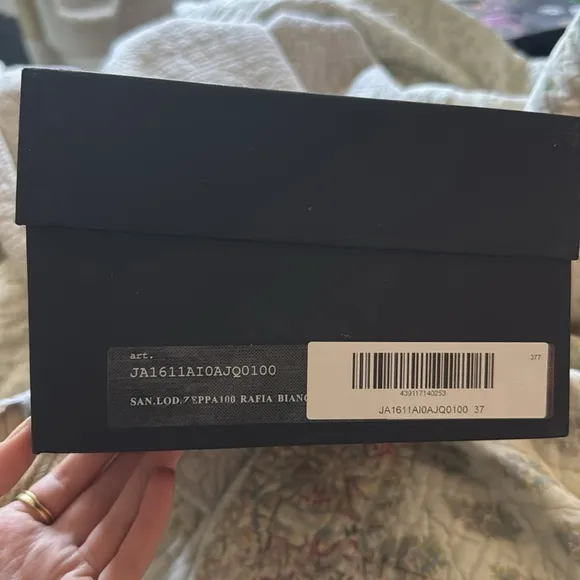 art.
JA1611AI0AJQ0100
SAN.LOD.ZEPPA100 RAFIA BIANC
377
439117140253
JA1611AI0AJQ0100 37